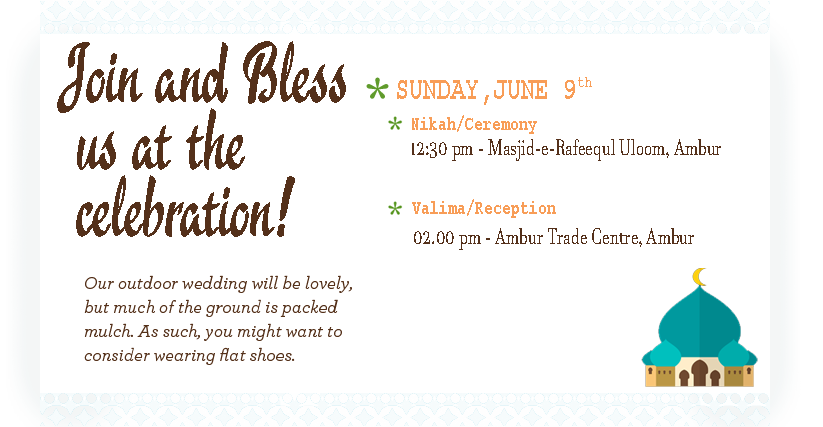 Join and Bless
us at the
celebration!
Our outdoor wedding will be lovely,
but much of the ground is packed
mulch. As such, you might want to
consider wearing flat shoes.
* SUNDAY,JUNE 9th
* Nikah/Ceremony
12:30 pm - Masjid-e-Rafeequl Uloom, Ambur
* Valima/Reception
02.00 pm - Ambur Trade Centre, Ambur